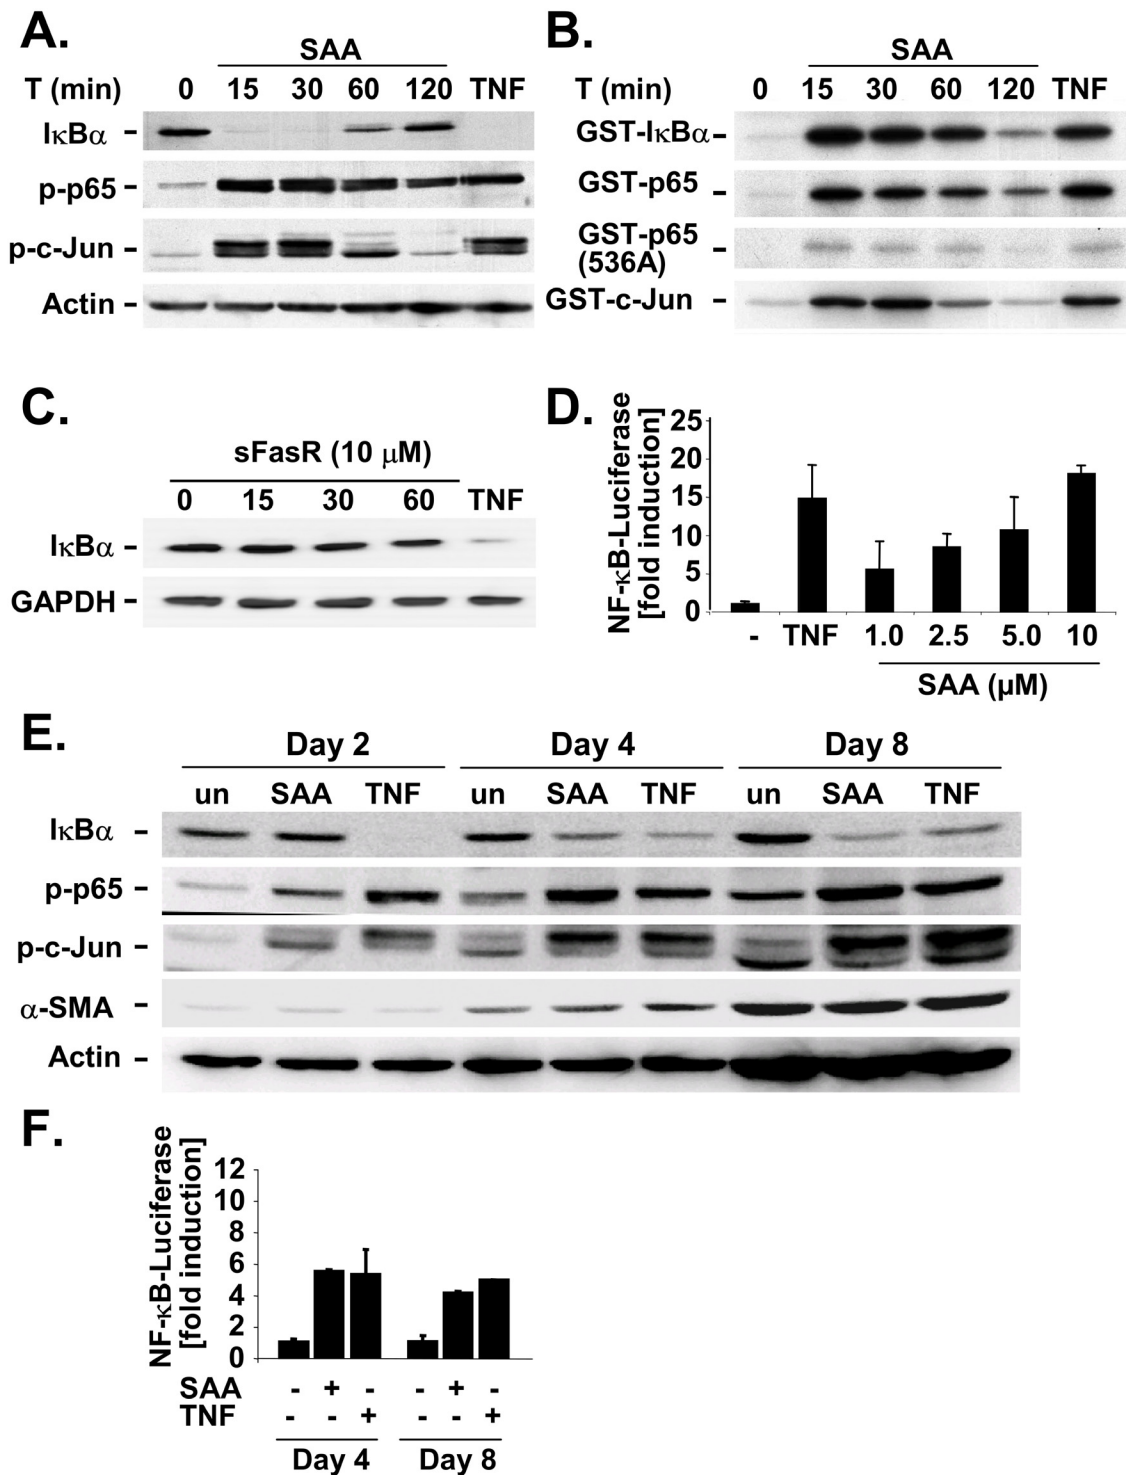 A.
SAA
T (min) 0 15 30 60 120 TNF
IκBα -
p-p65 -
p-c-Jun -
Actin -
B.
SAA
T (min) 0 15 30 60 120 TNF
GST-IκBα -
GST-p65 -
GST-p65 -
(536A)
GST-c-Jun -
C.
sFasR (10 μM)
0 15 30 60 TNF
IκBα -
GAPDH -
D.
NF-κB-Luciferase
[fold induction]
25
20
15
10
5
0
- TNF 1.0 2.5 5.0 10
SAA (µM)
E.
Day 2 Day 4 Day 8
un SAA TNF un SAA TNF un SAA TNF
IκBα -
p-p65 -
p-c-Jun -
α-SMA -
Actin -
F.
NF-κB-Luciferase
[fold induction]
12
10
8
6
4
2
0
SAA - + - - + -
TNF - - + - - +
Day 4 Day 8